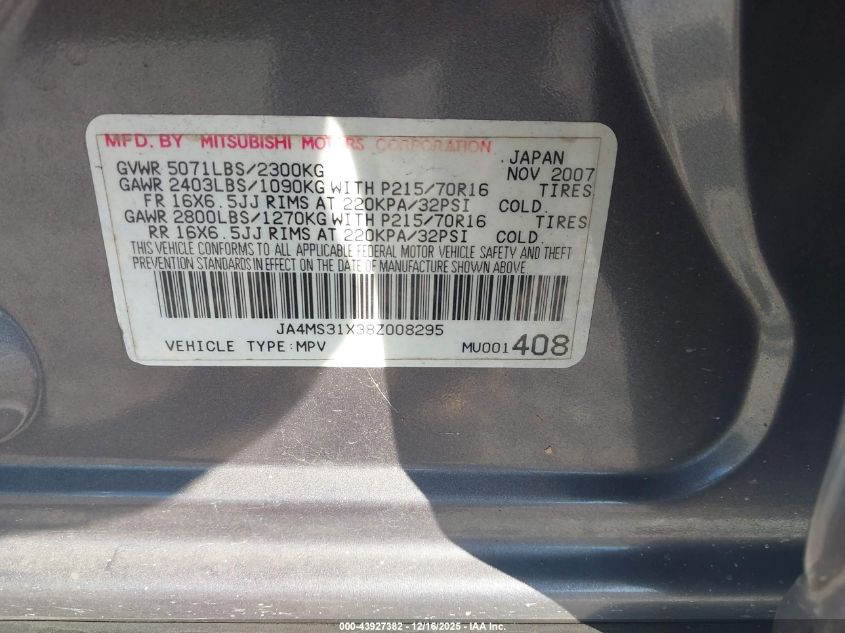 MFD. BY MITSUBISHI MOTORS CORPORATION
GVWR 5071LBS/2300KG JAPAN NOV 2007
GAWR 2403LBS/1090KG WITH P215/70R16 TIRES
FR 16X6.5JJ RIMS AT 220KPA/32PSI COLD.
GAWR 2800LBS/1270KG WITH P215/70R16 TIRES
RR 16X6.5JJ RIMS AT 220KPA/32PSI COLD.
THIS VEHICLE CONFORMS TO ALL APPLICABLE FEDERAL MOTOR VEHICLE SAFETY AND THEFT
PREVENTION STANDARDS IN EFFECT ON THE DATE OF MANUFACTURE SHOWN ABOVE.
JA4MS31X38Z008295
VEHICLE TYPE:MPV MU001408
000-43927382 - 12/16/2025 - IAA Inc.